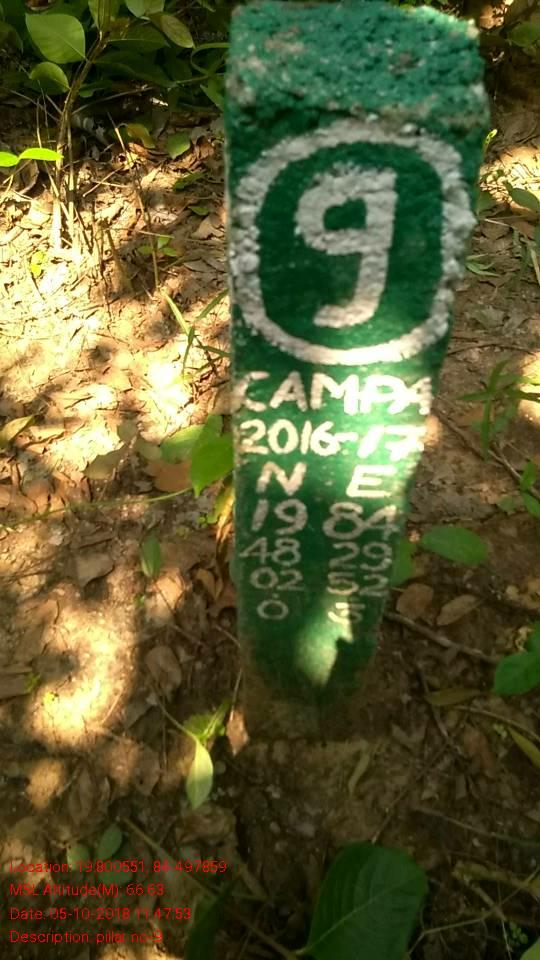 9
CAMPA
2016-17
N E
19 84
48 29
02 52
0 5
Location: 19.800551, 84.497859
MSL Altitude(M): 66.63
Date: 05-10-2018 11:47:53
Description: pillar no-9